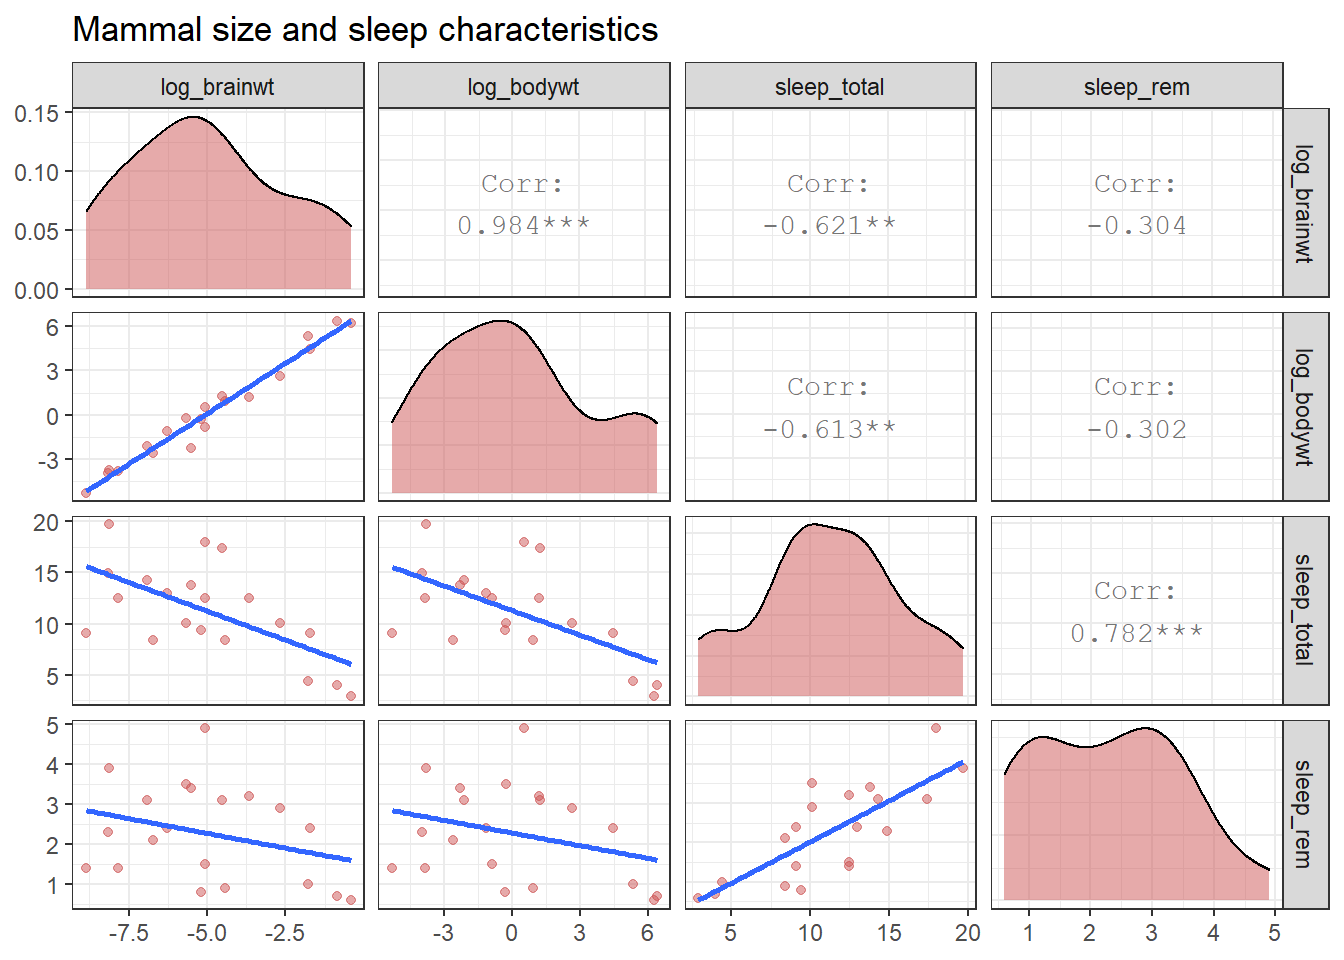 Mammal size and sleep characteristics
log_brainwt log_bodywt sleep_total sleep_rem
0.15
0.10
0.05
0.00
Corr:
0.984***
Corr:
-0.621**
Corr:
-0.304
log_brainwt
6
3
0
-3
Corr:
-0.613**
Corr:
-0.302
log_bodywt
20
15
10
5
Corr:
0.782***
sleep_total
5
4
3
2
1
sleep_rem
-7.5 -5.0 -2.5 -3 0 3 6 5 10 15 20 1 2 3 4 5